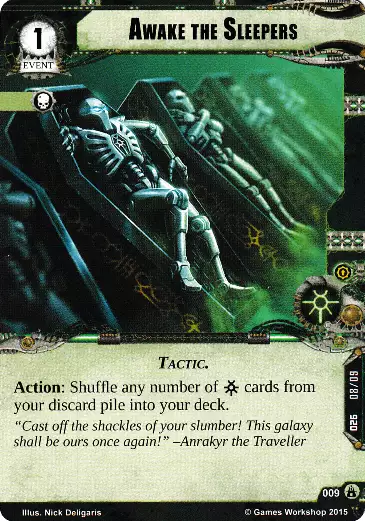 1
EVENT
AWAKE THE SLEEPERS
TACTIC.
Action: Shuffle any number of cards from
your discard pile into your deck.
“Cast off the shackles of your slumber! This galaxy
shall be ours once again!” –Anrakyr the Traveller
026 08/09
009
Illus. Nick Deligaris
© Games Workshop 2015